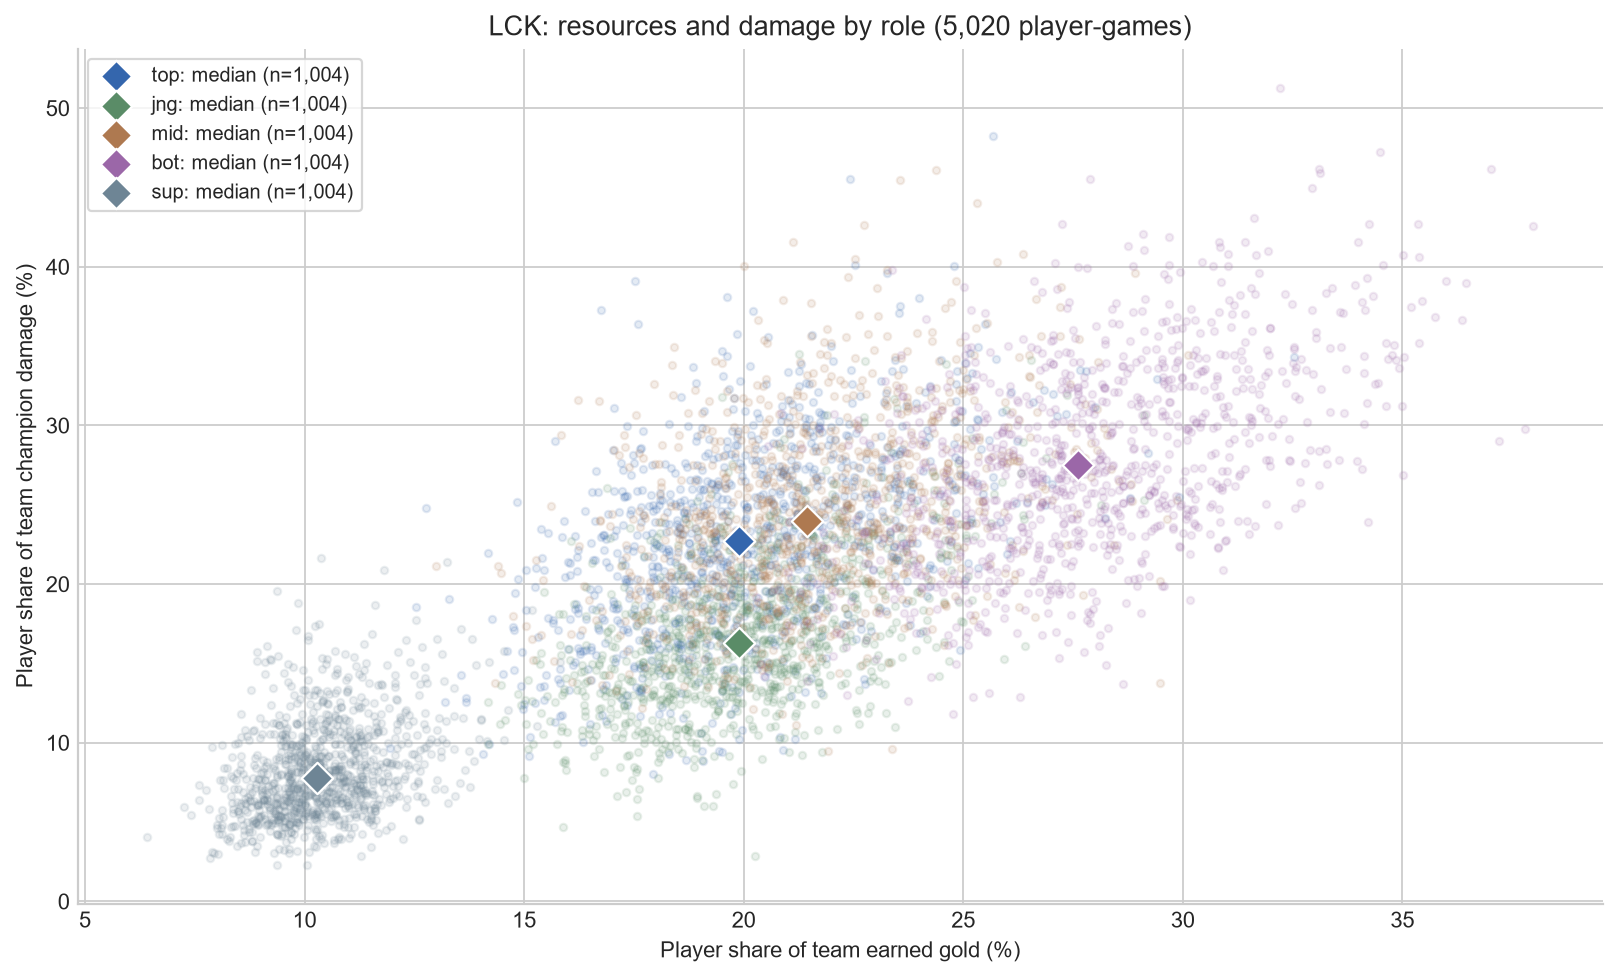 LCK: resources and damage by role (5,020 player-games)
top: median (n=1,004)
jng: median (n=1,004)
mid: median (n=1,004)
bot: median (n=1,004)
sup: median (n=1,004)
Player share of team champion damage (%)
50
40
30
20
10
0
5 10 15 20 25 30 35
Player share of team earned gold (%)